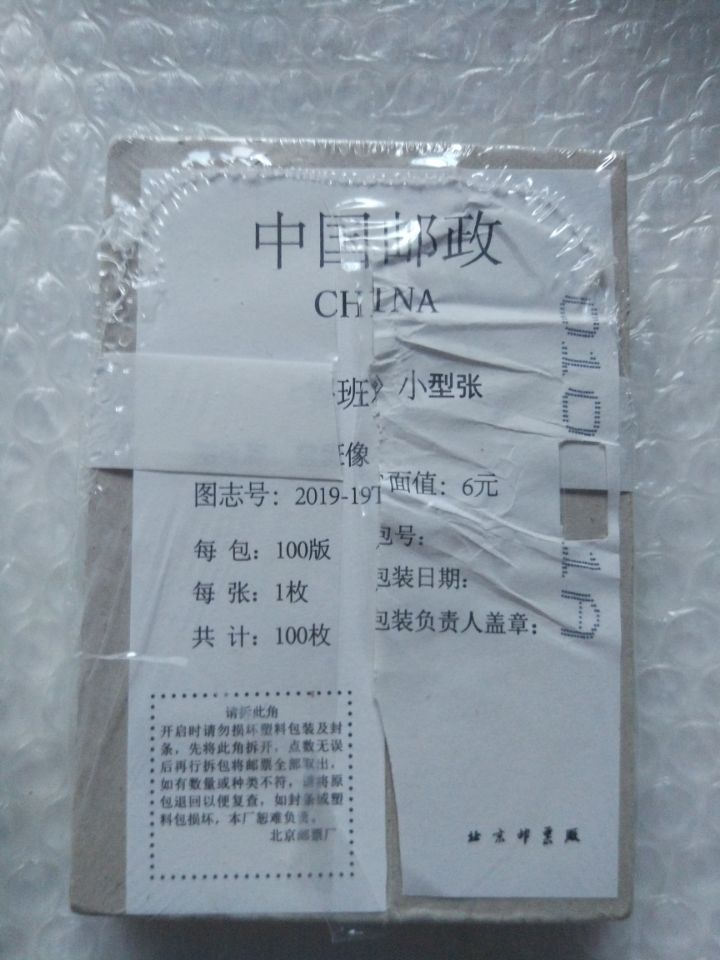 中国邮政
CHINA
班》小型张
像
图志号：2019-19T
面值：6元
每 包：100版
包号：
每 张：1枚
包装日期：
共 计：100枚
包装负责人盖章：
请拆此角
开启时请勿损坏塑料包装及封
条，先将此角拆开，点数无误
后再行拆包将邮票全部取出，
如有数量或种类不符，请将原
包退回以便复查，如封条或塑
料包损坏，本厂恕难负责。
北京邮票厂
北京邮票厂